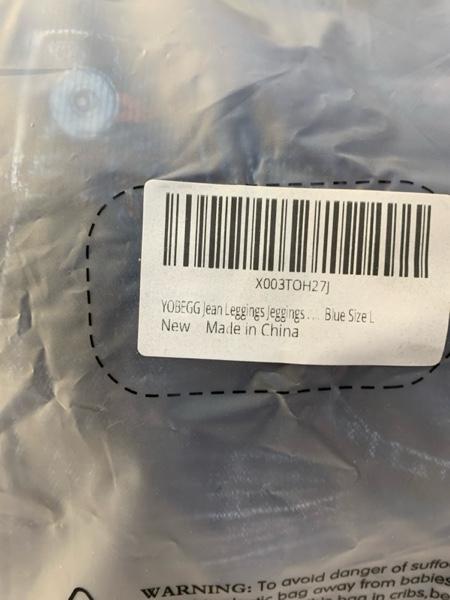 X003TOH27J
YOBEGG Jean Leggings Jeggings .... Blue Size L
New Made in China
WARNING: To avoid danger of suffo
bag away from babies
bag in cribs, be